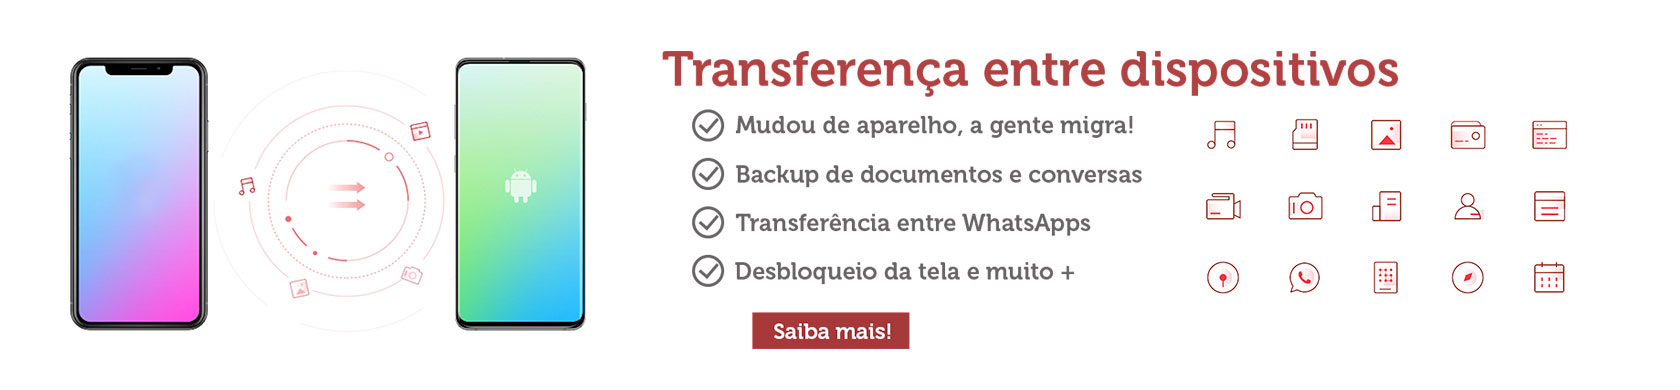 Transferença entre dispositivos
Mudou de aparelho, a gente migra!
Backup de documentos e conversas
Transferência entre WhatsApps
Desbloqueio da tela e muito +
Saiba mais!